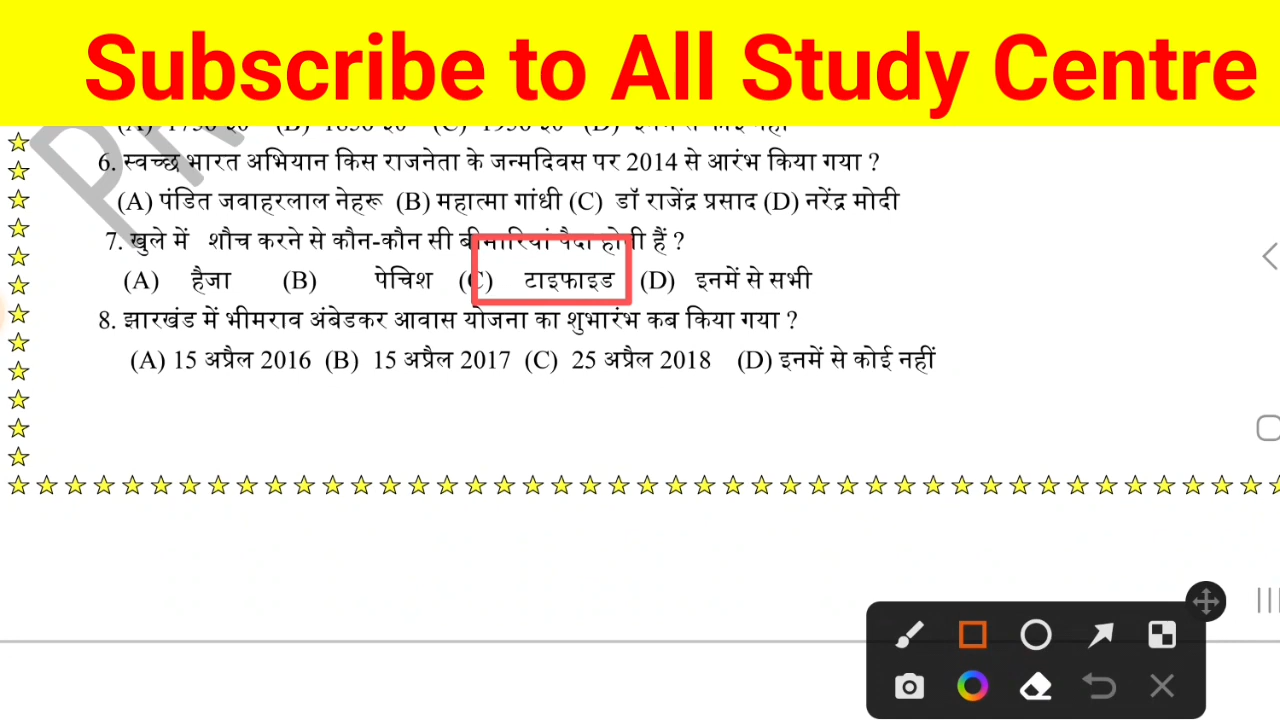 Subscribe to All Study Centre
6. स्वच्छ भारत अभियान किस राजनेता के जन्मदिवस पर 2014 से आरंभ किया गया ?
(A) पंडित जवाहरलाल नेहरू (B) महात्मा गांधी (C) डॉ राजेंद्र प्रसाद (D) नरेंद्र मोदी
7. खुले में शौच करने से कौन-कौन सी बीमारियां पैदा होती हैं ?
(A) हैजा (B) पेचिश (C) टाइफाइड (D) इनमें से सभी
8. झारखंड में भीमराव अंबेडकर आवास योजना का शुभारंभ कब किया गया ?
(A) 15 अप्रैल 2016 (B) 15 अप्रैल 2017 (C) 25 अप्रैल 2018 (D) इनमें से कोई नहीं